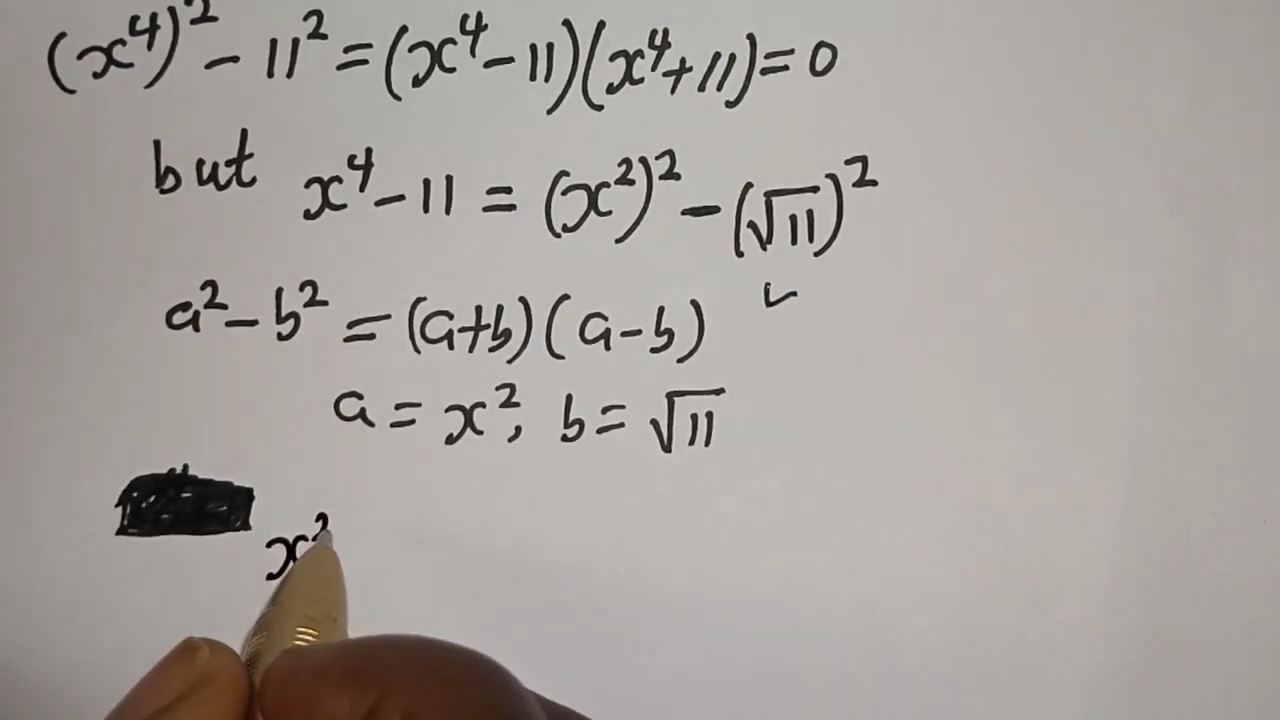 (x⁴)² - 11² = (x⁴ - 11)(x⁴ + 11) = 0
but x⁴ - 11 = (x²)² - (√11)²
a² - b² = (a+b)(a-b) ✓
a = x², b = √11
x²